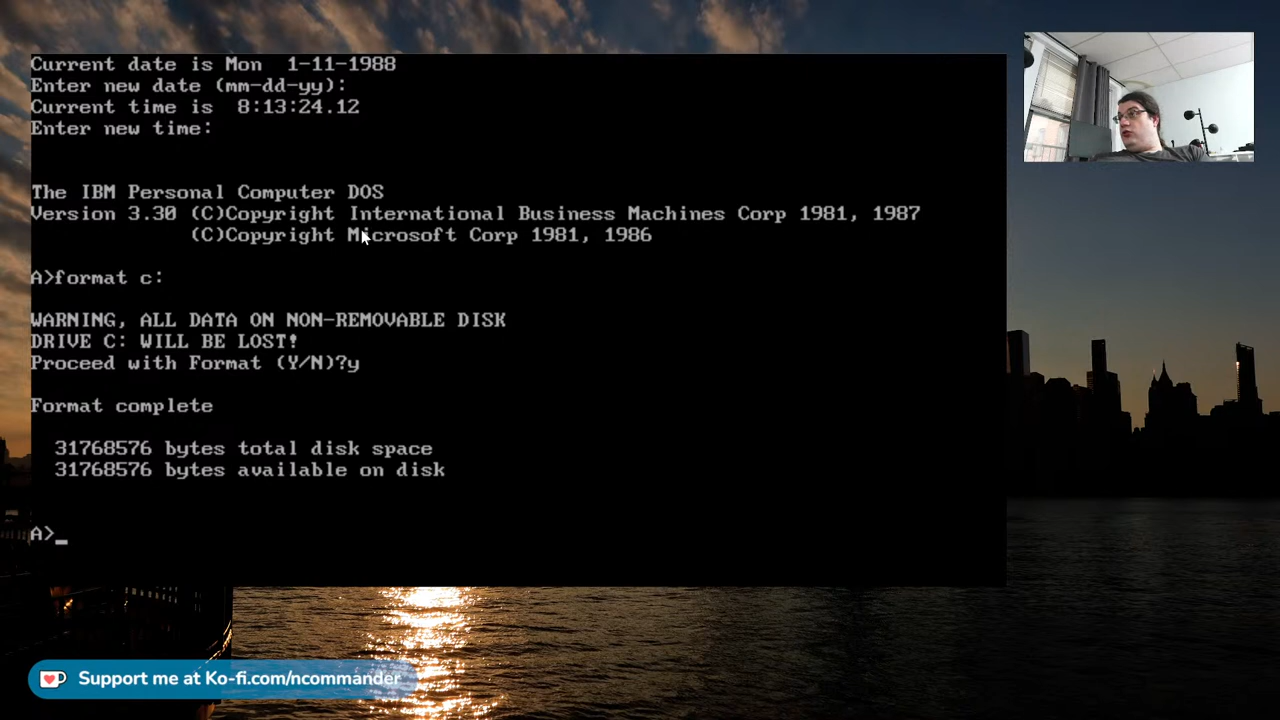 Current date is Mon  1-11-1988
Enter new date (mm-dd-yy):
Current time is  8:13:24.12
Enter new time:
The IBM Personal Computer DOS
Version 3.30 (C)Copyright International Business Machines Corp 1981, 1987
(C)Copyright Microsoft Corp 1981, 1986
A>format c:
WARNING, ALL DATA ON NON-REMOVABLE DISK
DRIVE C: WILL BE LOST!
Proceed with Format (Y/N)?y
Format complete
31768576 bytes total disk space
31768576 bytes available on disk
A>_
Support me at Ko-fi.com/ncommander